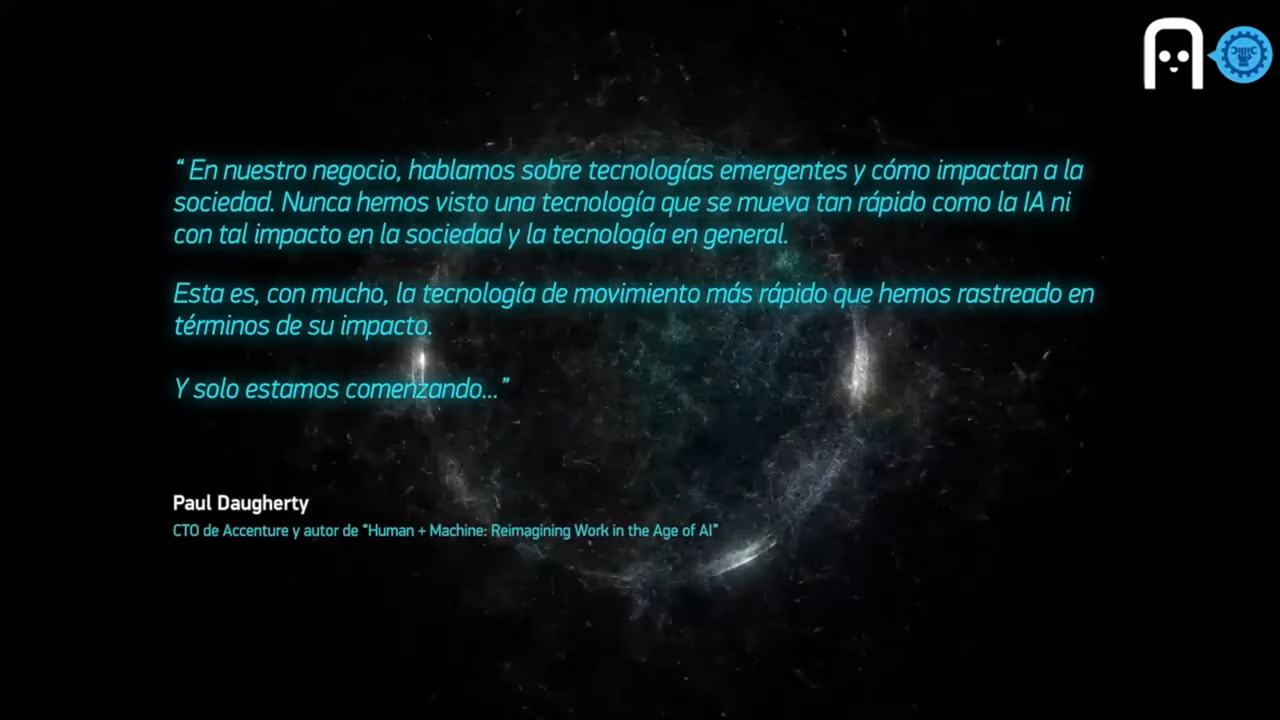 “ En nuestro negocio, hablamos sobre tecnologías emergentes y cómo impactan a la
sociedad. Nunca hemos visto una tecnología que se mueva tan rápido como la IA ni
con tal impacto en la sociedad y la tecnología en general.
Esta es, con mucho, la tecnología de movimiento más rápido que hemos rastreado en
términos de su impacto.
Y solo estamos comenzando...”
Paul Daugherty
CTO de Accenture y autor de “Human + Machine: Reimagining Work in the Age of AI”